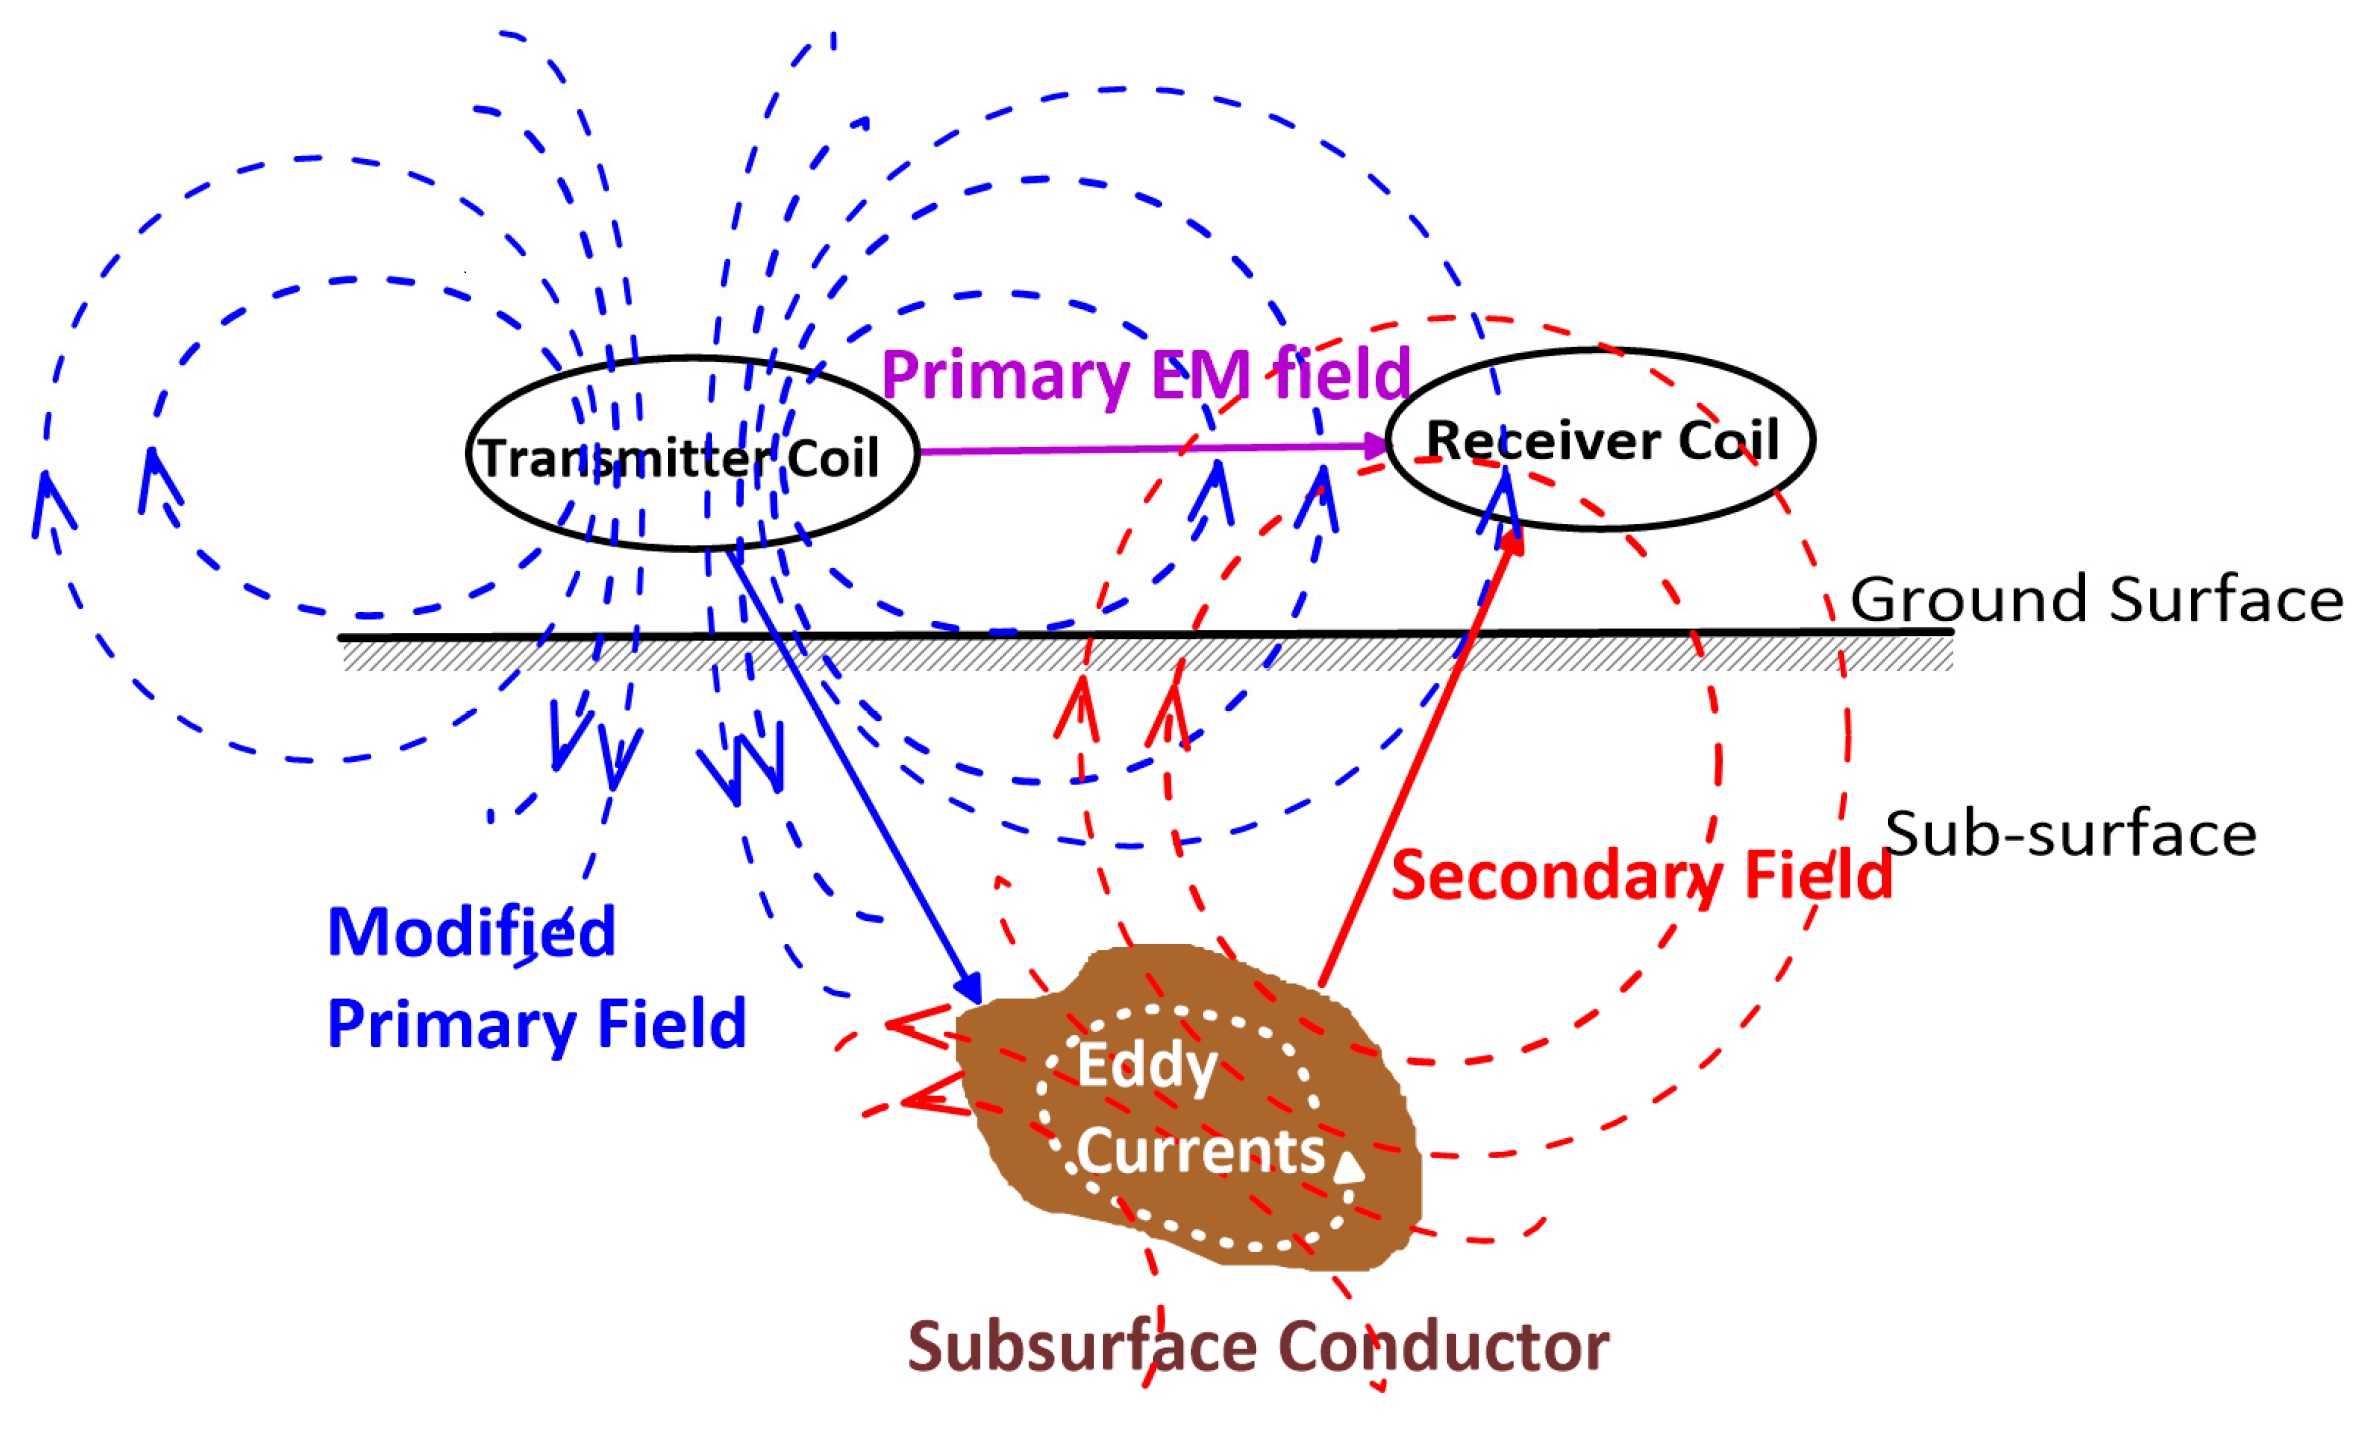 Primary EM field
Transmitter Coil
Receiver Coil
Ground Surface
Sub-surface
Secondary Field
Modified
Primary Field
Eddy
Currents
Subsurface Conductor